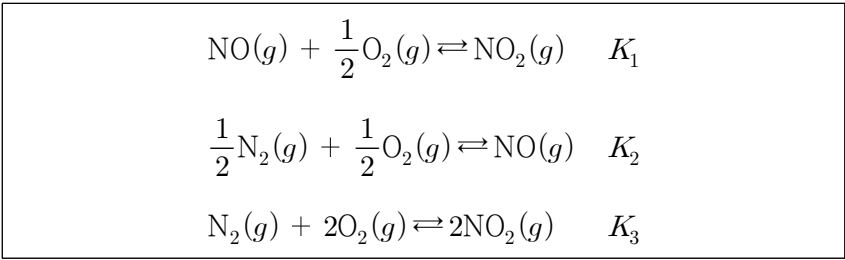 NO(g) + 1/2 O₂(g) ⇄ NO₂(g) K₁
1/2 N₂(g) + 1/2 O₂(g) ⇄ NO(g) K₂
N₂(g) + 2O₂(g) ⇄ 2NO₂(g) K₃